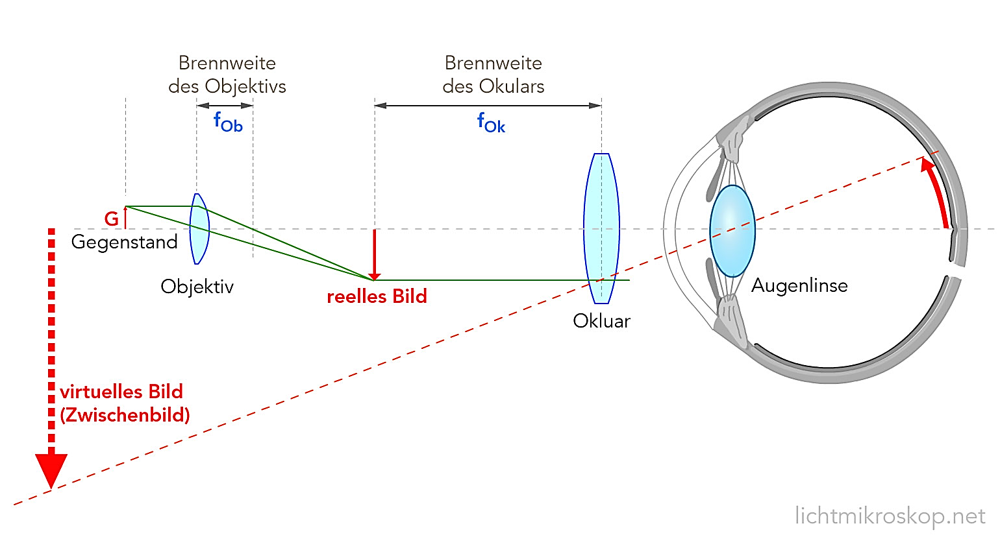 Brennweite
des Objektivs
fOb
Brennweite
des Okulars
fOk
G
Gegenstand
Objektiv
reelles Bild
Okluar
Augenlinse
virtuelles Bild
(Zwischenbild)
lichtmikroskop.net